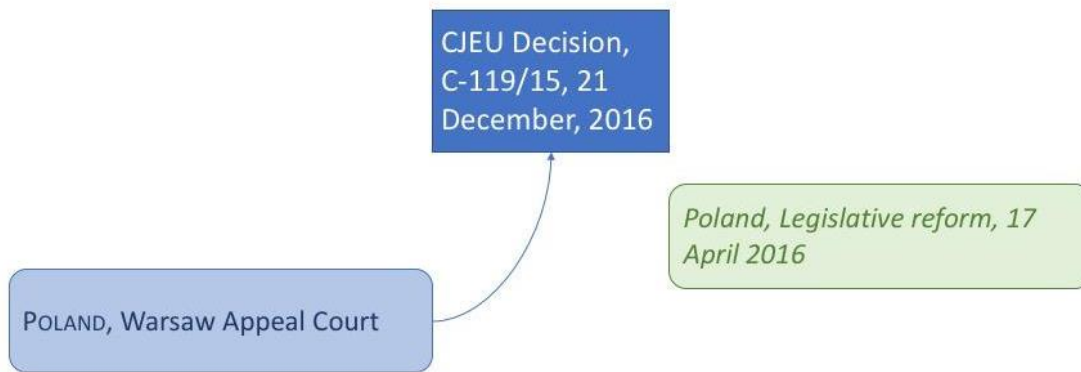 CJEU Decision,
C-119/15, 21
December, 2016
Poland, Legislative reform, 17
April 2016
POLAND, Warsaw Appeal Court